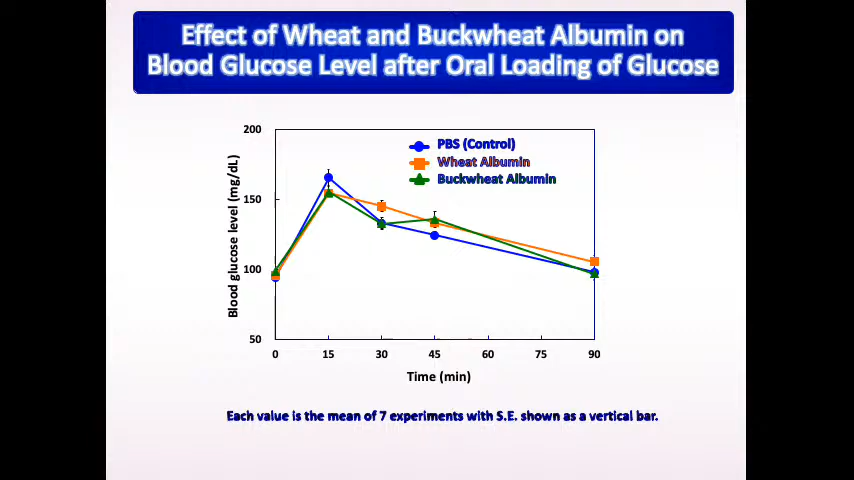 Effect of Wheat and Buckwheat Albumin on
Blood Glucose Level after Oral Loading of Glucose
200
150
100
50
Blood glucose level (mg/dL)
PBS (Control)
Wheat Albumin
Buckwheat Albumin
0 15 30 45 60 75 90
Time (min)
Each value is the mean of 7 experiments with S.E. shown as a vertical bar.